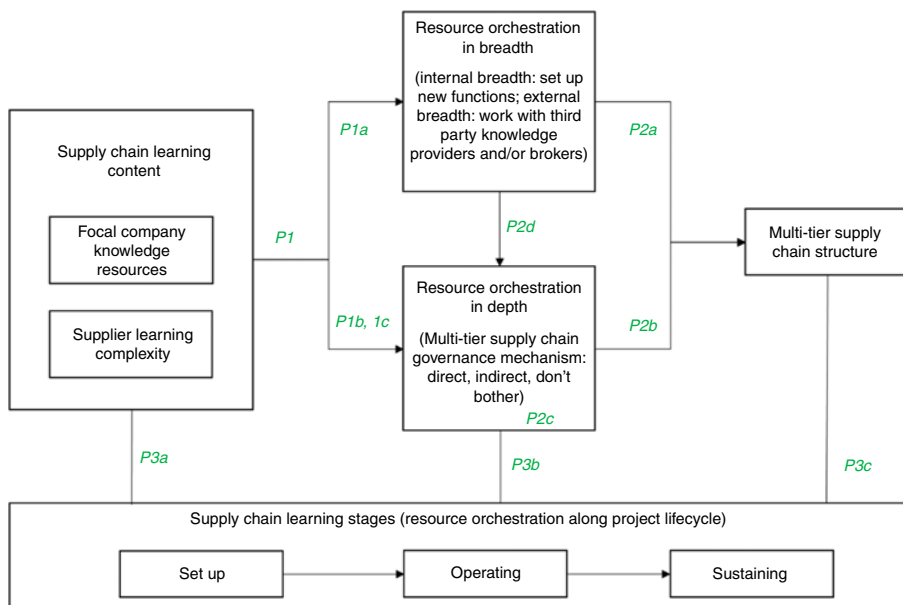 Resource orchestration
in breadth
(internal breadth: set up
new functions; external
breadth: work with third
party knowledge
providers and/or brokers)
P1a
P2a
Supply chain learning
content
Focal company
knowledge
resources
Supplier learning
complexity
P1
P2d
Multi-tier supply
chain structure
P1b, 1c
Resource orchestration
in depth
(Multi-tier supply chain
governance mechanism:
direct, indirect, don't
bother)
P2c
P2b
P3a
P3b
P3c
Supply chain learning stages (resource orchestration along project lifecycle)
Set up
Operating
Sustaining